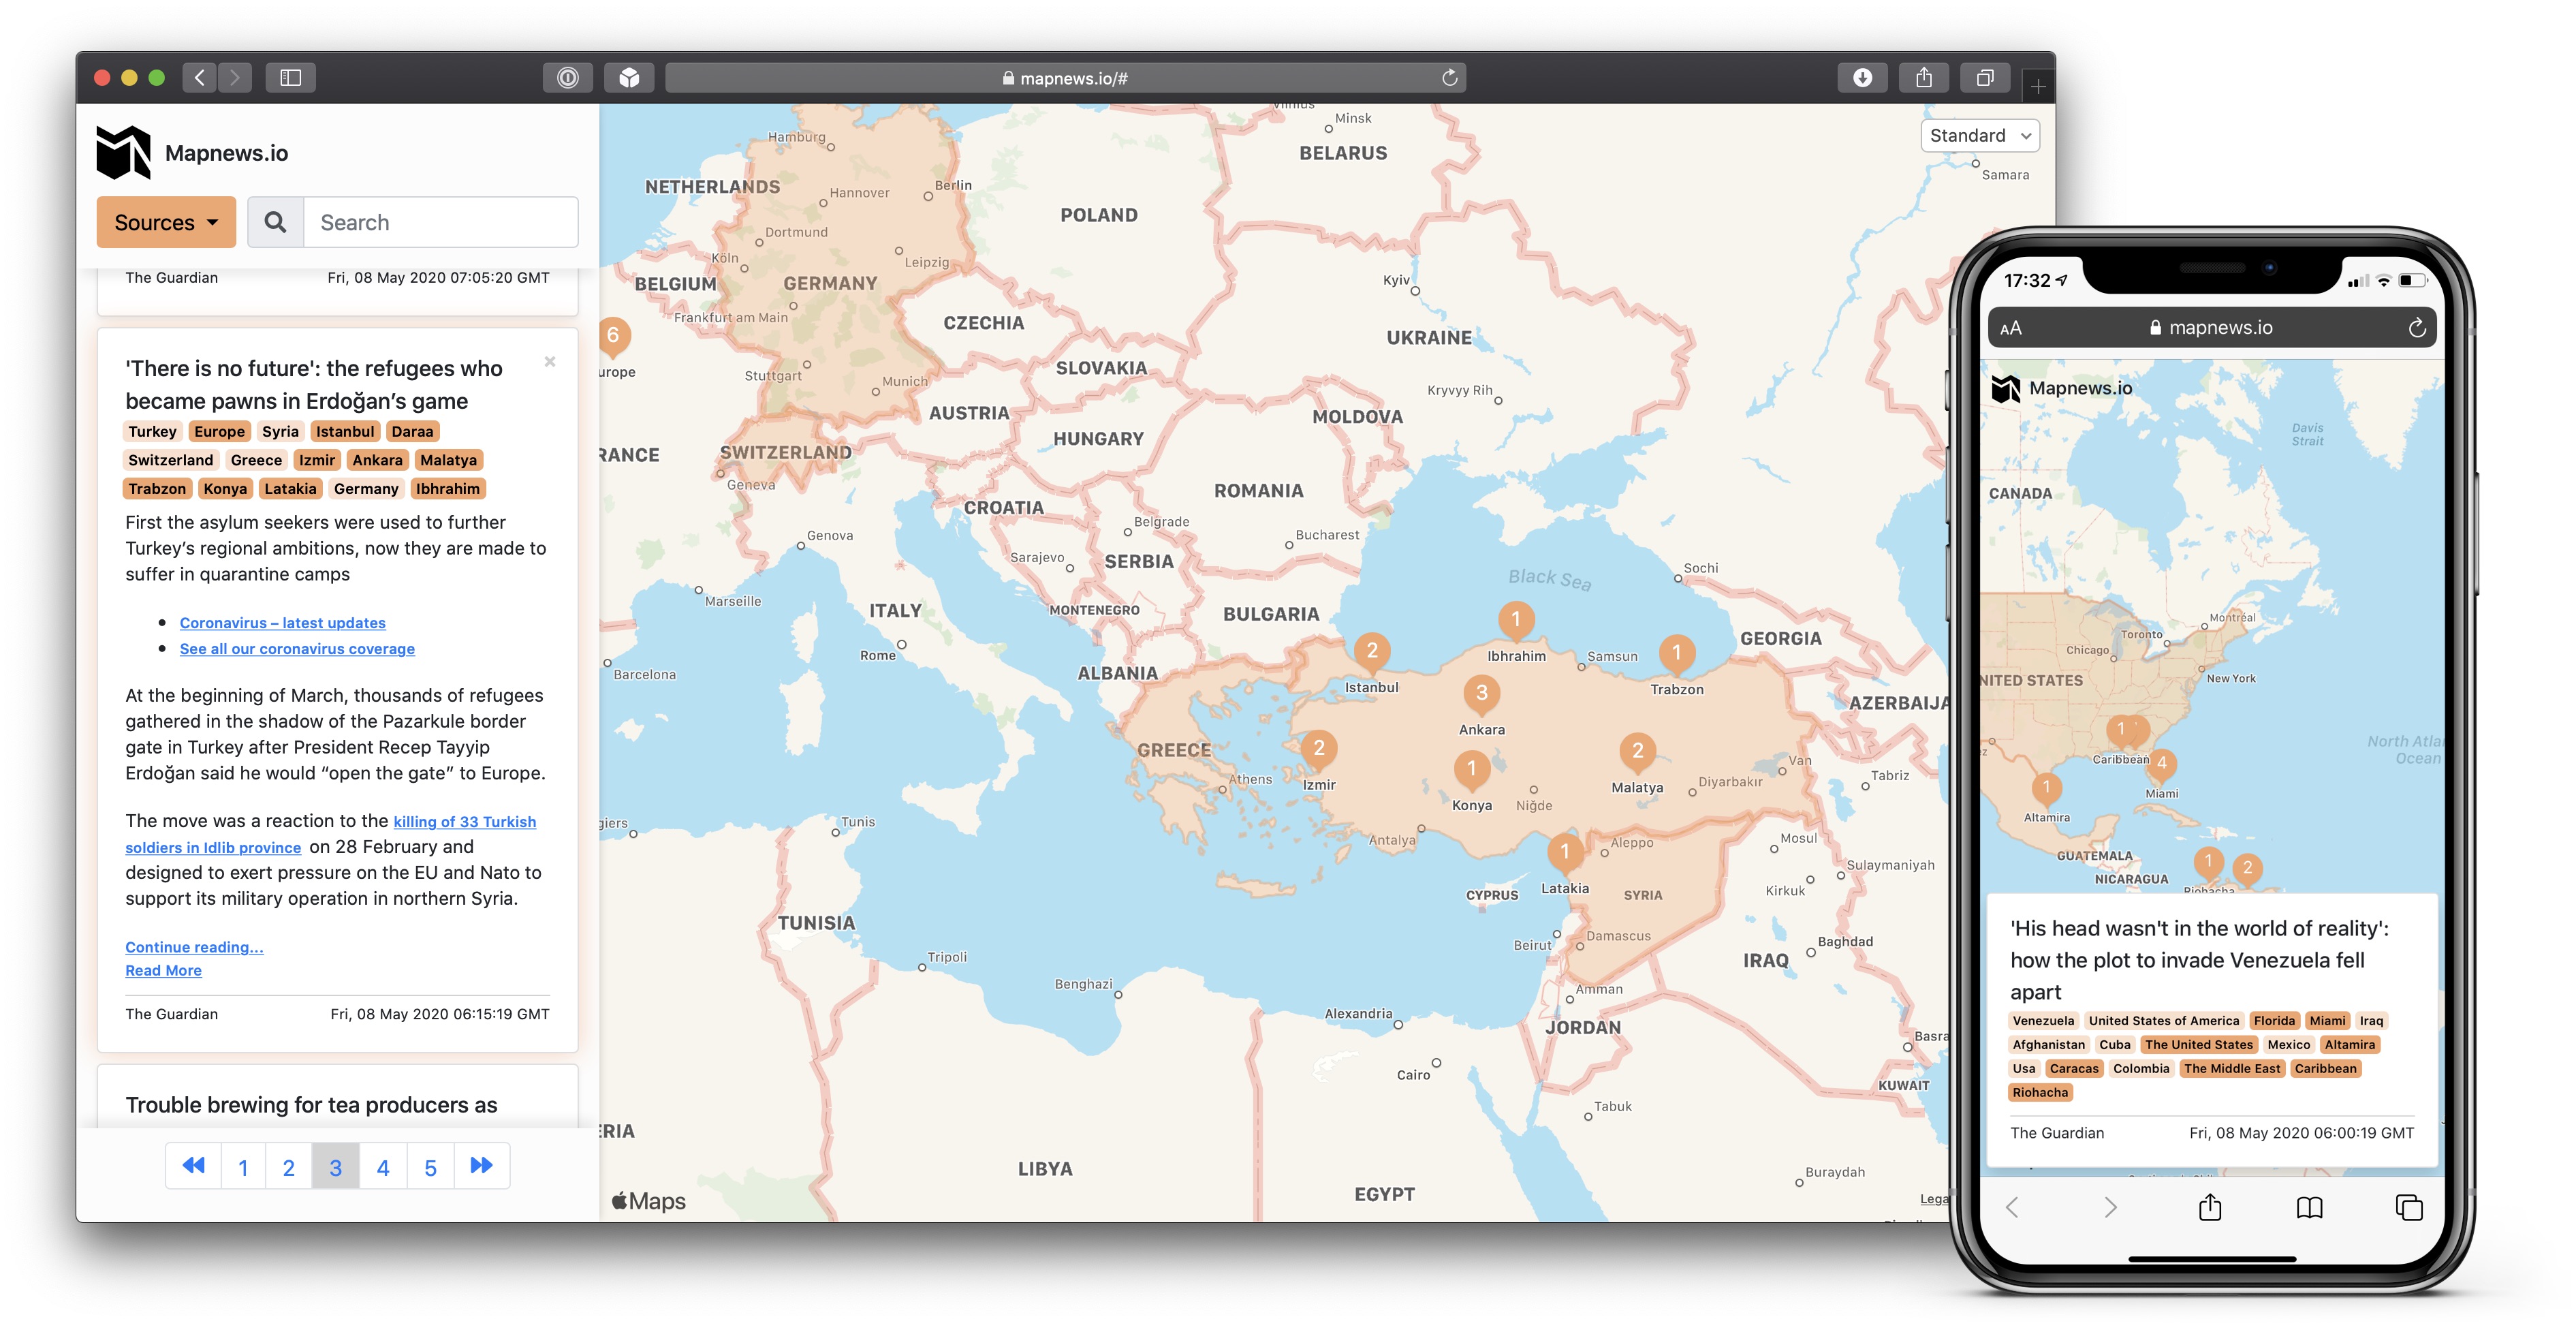 mapnews.io/#
Mapnews.io
Sources
Search
The Guardian Fri, 08 May 2020 07:05:20 GMT
'There is no future': the refugees who
became pawns in Erdoğan’s game
Turkey Europe Syria Istanbul Daraa
Switzerland Greece Izmir Ankara Malatya
Trabzon Konya Latakia Germany Ibhrahim
First the asylum seekers were used to further
Turkey’s regional ambitions, now they are made to
suffer in quarantine camps
Coronavirus – latest updates
See all our coronavirus coverage
At the beginning of March, thousands of refugees
gathered in the shadow of the Pazarkule border
gate in Turkey after President Recep Tayyip
Erdoğan said he would “open the gate” to Europe.
The move was a reaction to the killing of 33 Turkish
soldiers in Idlib province on 28 February and
designed to exert pressure on the EU and Nato to
support its military operation in northern Syria.
Continue reading...
Read More
The Guardian Fri, 08 May 2020 06:15:19 GMT
Trouble brewing for tea producers as
1 2 3 4 5
Standard
Vilnius
Minsk
BELARUS
Samara
Hamburg
NETHERLANDS
Hannover
Berlin
POLAND
Dortmund
Köln
Leipzig
BELGIUM
GERMANY
Kyiv
Frankfurt am Main
CZECHIA
UKRAINE
6
urope
SLOVAKIA
Stuttgart
Munich
Kryvyy Rih
AUSTRIA
MOLDOVA
HUNGARY
RANCE
SWITZERLAND
Geneva
ROMANIA
CROATIA
Belgrade
Genova
Bucharest
Sarajevo
SERBIA
Sochi
Black Sea
Marseille
ITALY
MONTENEGRO
BULGARIA
1
Ibhrahim
GEORGIA
Rome
2
Istanbul
Samsun
1
Trabzon
Barcelona
ALBANIA
3
Ankara
AZERBAIJA
GREECE
2
Izmir
1
Konya
2
Malatya
Van
Tabriz
Athens
Niğde
Diyarbakır
giers
Tunis
Antalya
Aleppo
Mosul
1
Latakia
Sulaymaniyah
CYPRUS
SYRIA
Kirkuk
TUNISIA
Beirut
Damascus
Baghdad
IRAQ
Tripoli
Benghazi
Amman
Alexandria
JORDAN
Basra
Cairo
KUWAIT
Tabuk
ERIA
LIBYA
Buraydah
EGYPT
Maps
Lega
17:32
AA mapnews.io
Mapnews.io
Davis
Strait
CANADA
Montréal
Toronto
Chicago
NITED STATES
New York
1
Caribbean
4
Miami
North Atlan
Ocean
1
Altamira
GUATEMALA
NICARAGUA
1
2
Riohacha
'His head wasn't in the world of reality':
how the plot to invade Venezuela fell
apart
Venezuela United States of America Florida Miami Iraq
Afghanistan Cuba The United States Mexico Altamira
Usa Caracas Colombia The Middle East Caribbean
Riohacha
The Guardian Fri, 08 May 2020 06:00:19 GMT